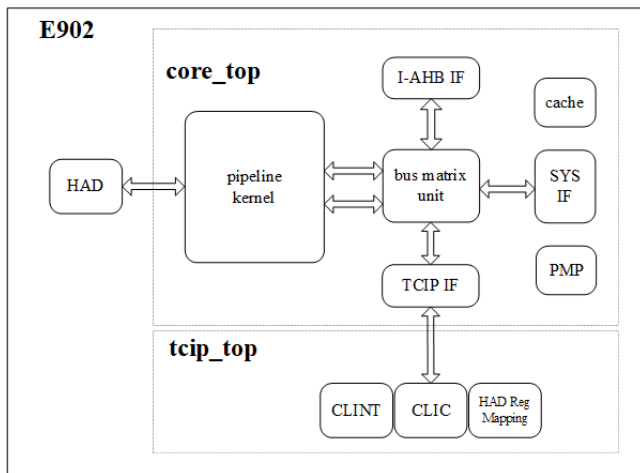 E902
core_top
I-AHB IF
cache
HAD
pipeline
kernel
bus matrix
unit
SYS
IF
TCIP IF
PMP
tcip_top
CLINT
CLIC
HAD Reg
Mapping